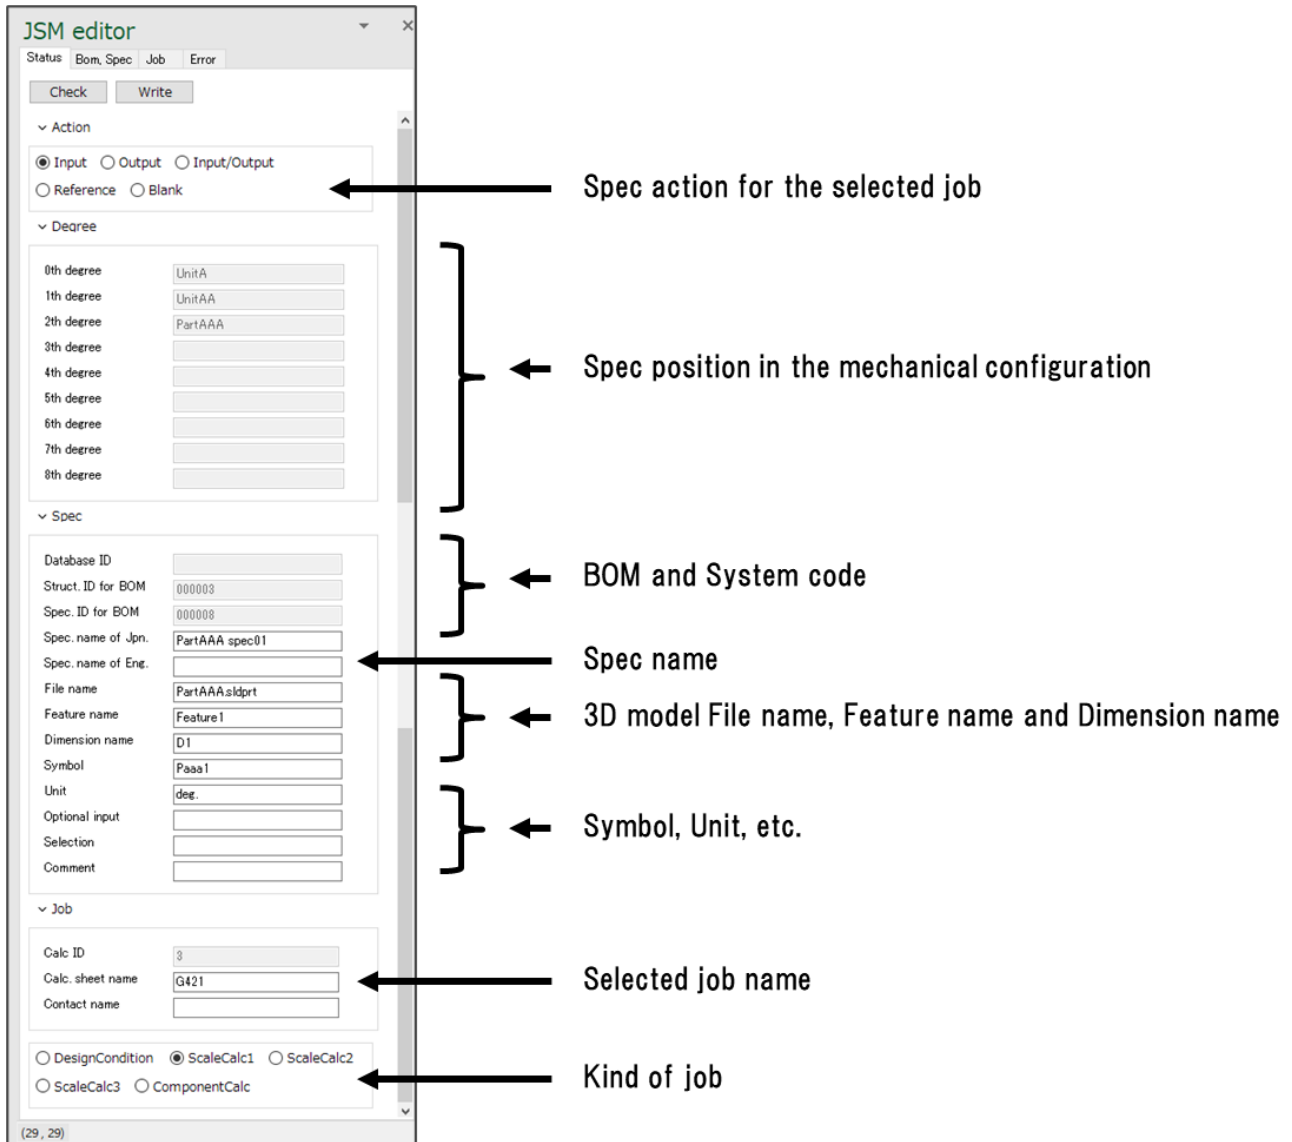 JSM editor
Status Bom, Spec Job Error
Check Write
Action
Input Output Input/Output
Reference Blank
Spec action for the selected job
Degree
0th degree UnitA
1th degree UnitAA
2th degree PartAAA
3th degree
4th degree
5th degree
6th degree
7th degree
8th degree
Spec position in the mechanical configuration
Spec
Database ID
Struct. ID for BOM 000003
Spec. ID for BOM 000008
BOM and System code
Spec. name of Jpn. PartAAA spec01
Spec. name of Eng.
Spec name
File name PartAAA.sldprt
Feature name Feature1
Dimension name D1
3D model File name, Feature name and Dimension name
Symbol Paaa1
Unit deg.
Optional input
Selection
Comment
Symbol, Unit, etc.
Job
Calc ID 3
Calc. sheet name G421
Contact name
Selected job name
DesignCondition ScaleCalc1 ScaleCalc2
ScaleCalc3 ComponentCalc
Kind of job
(29 , 29)